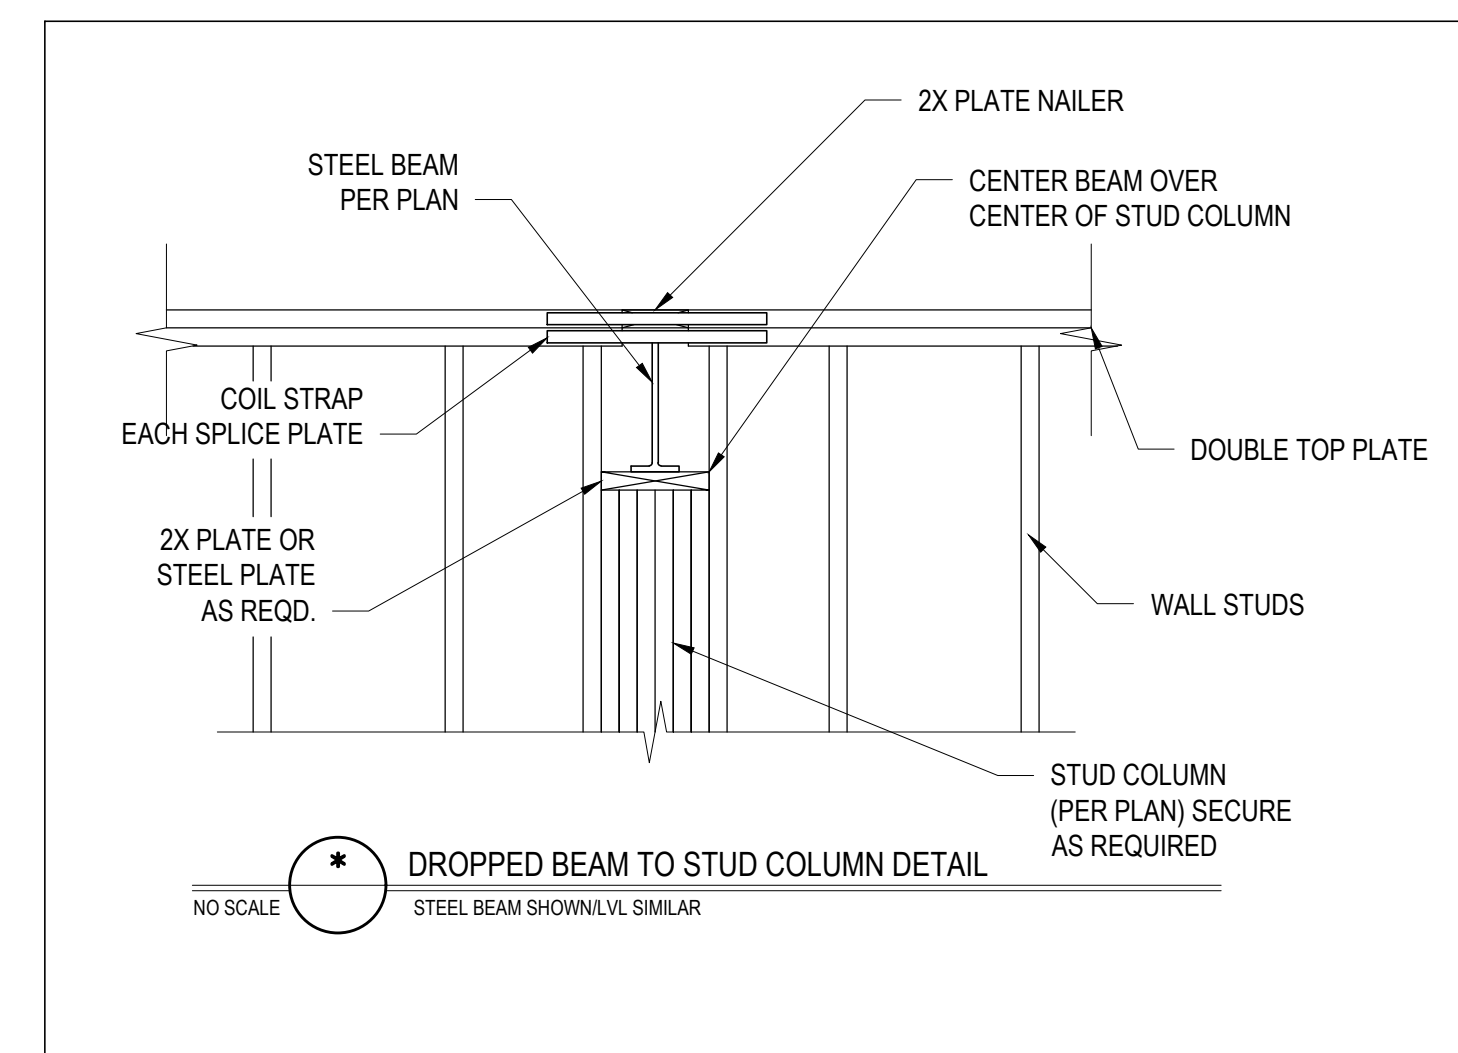 2X PLATE NAILER
STEEL BEAM
PER PLAN
CENTER BEAM OVER
CENTER OF STUD COLUMN
COIL STRAP
EACH SPLICE PLATE
DOUBLE TOP PLATE
2X PLATE OR
STEEL PLATE
AS REQD.
WALL STUDS
STUD COLUMN
(PER PLAN) SECURE
AS REQUIRED
*
DROPPED BEAM TO STUD COLUMN DETAIL
NO SCALE
STEEL BEAM SHOWN/LVL SIMILAR